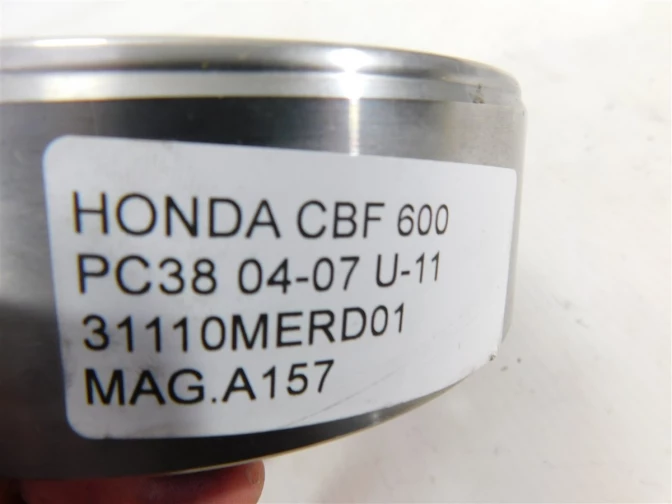 HONDA CBF 600
PC38 04-07 U-11
31110MERD01
MAG.A157